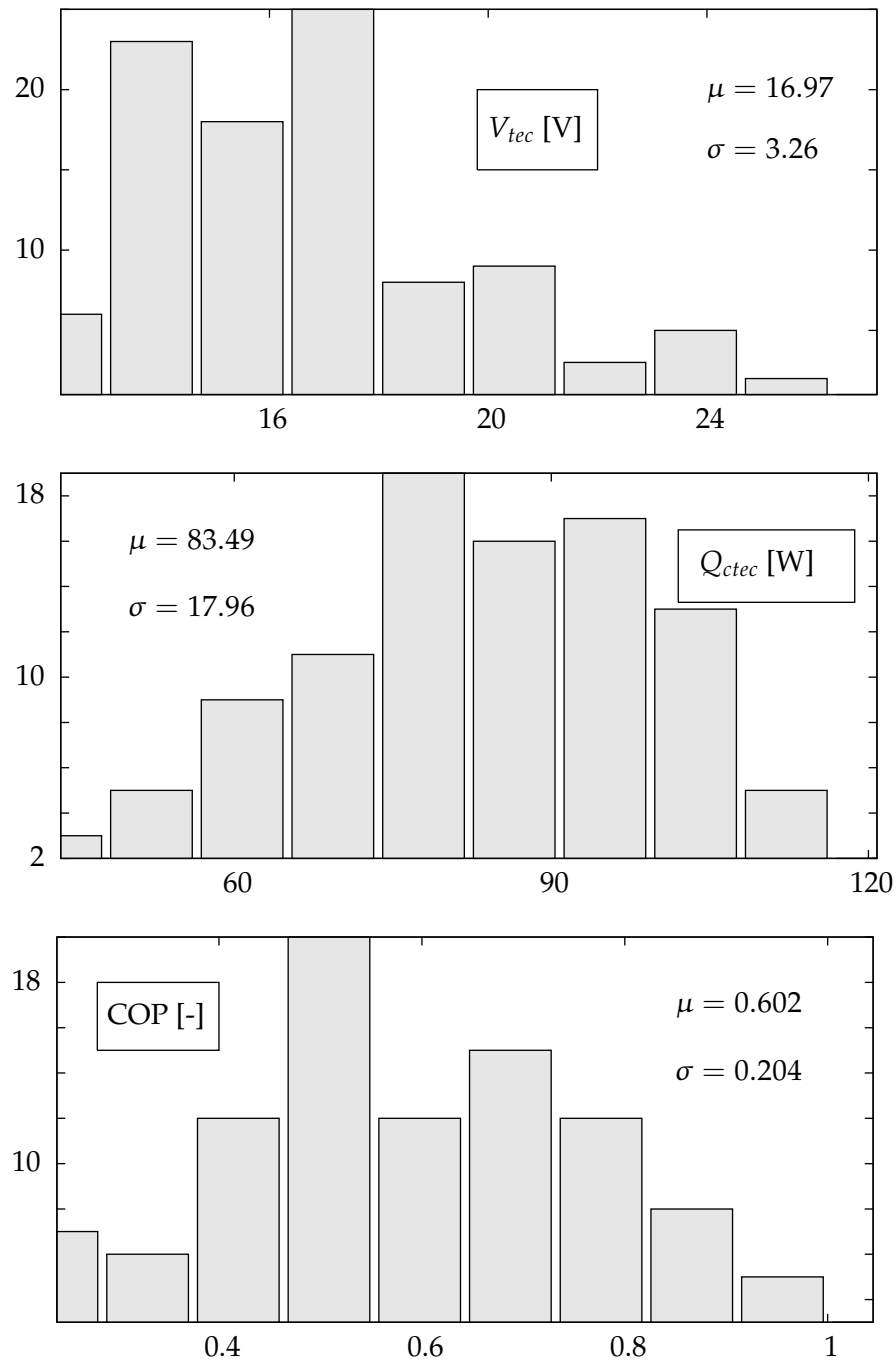 20
10
V_tec [V]
μ = 16.97
σ = 3.26
16 20 24
18
10
2
μ = 83.49
σ = 17.96
Q_ctec [W]
60 90 120
18
10
COP [-]
μ = 0.602
σ = 0.204
0.4 0.6 0.8 1